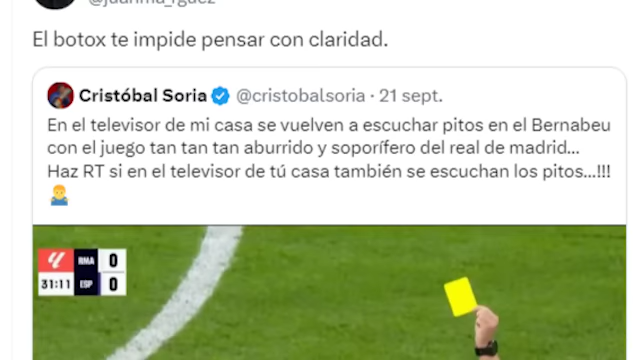 @juanma_rguez
El botox te impide pensar con claridad.
Cristóbal Soria @cristobalsoria · 21 sept.
En el televisor de mi casa se vuelven a escuchar pitos en el Bernabeu
con el juego tan tan tan aburrido y soporífero del real de madrid...
Haz RT si en el televisor de tú casa también se escuchan los pitos...!!!
RMA 0
31:11 ESP 0